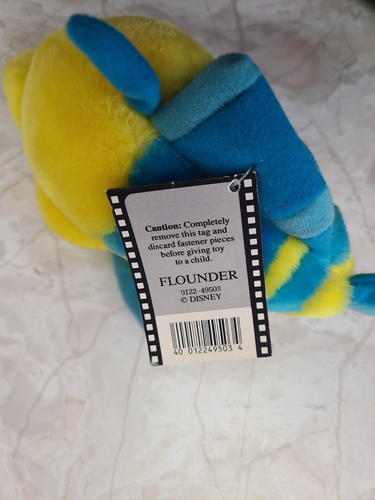 Caution: Completely
remove this tag and
discard fastener pieces
before giving toy
to a child.
FLOUNDER
0122-49503
© DISNEY
40 012249503 4